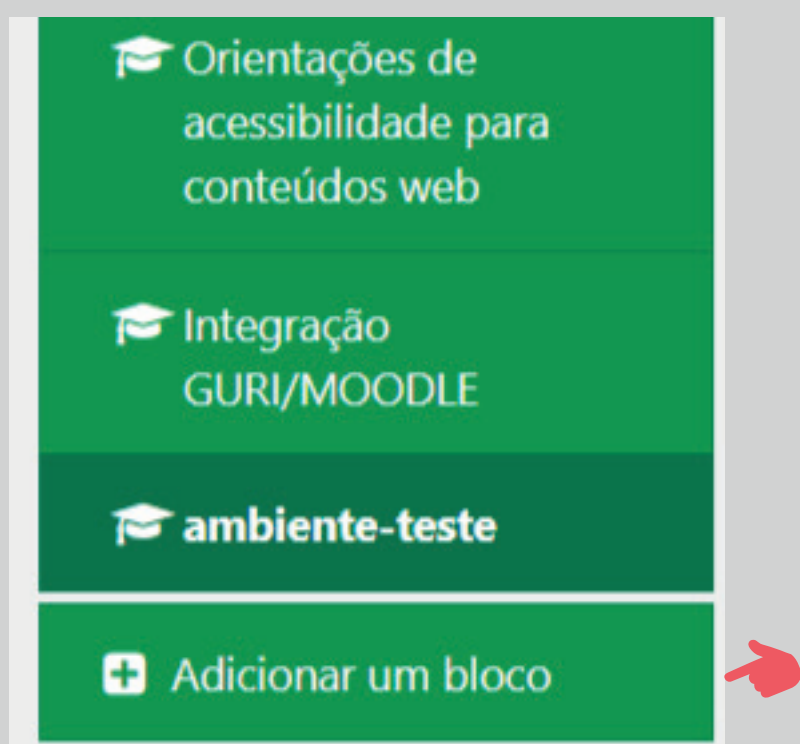 Orientações de
acessibilidade para
conteúdos web
Integração
GURI/MOODLE
ambiente-teste
Adicionar um bloco